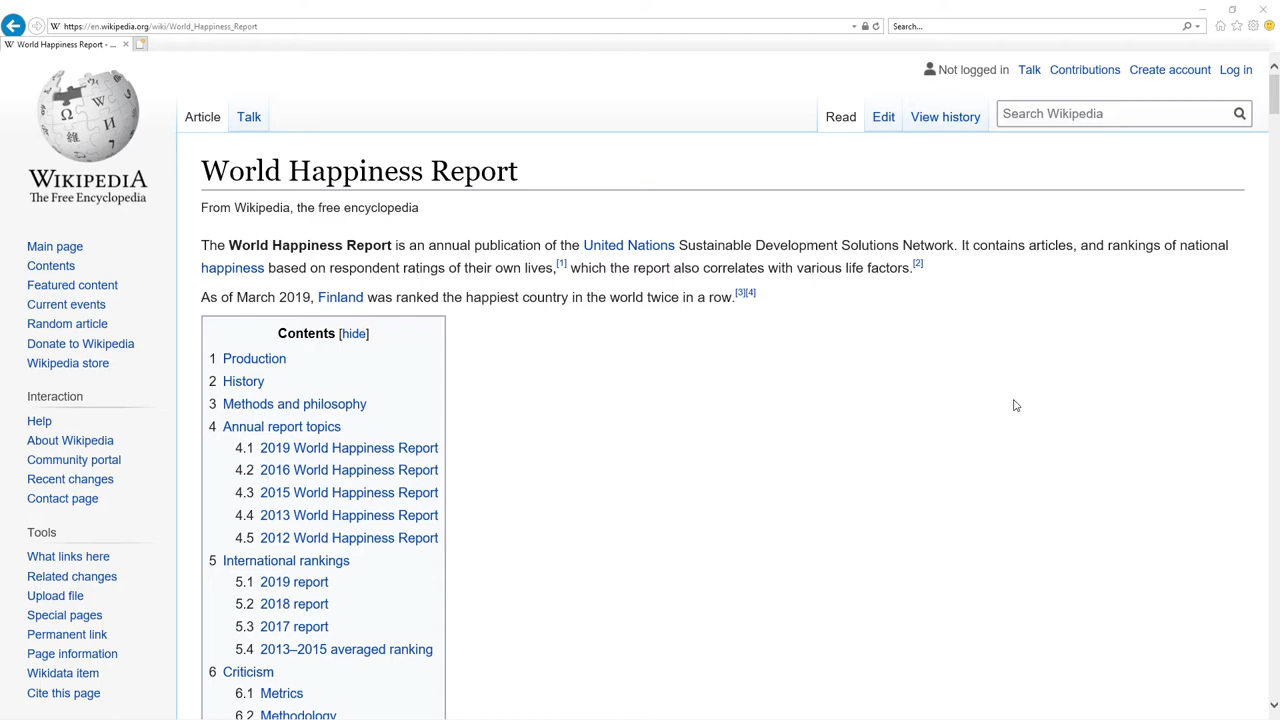 https://en.wikipedia.org/wiki/World_Happiness_Report
Search...
World Happiness Report - ...
Not logged in Talk Contributions Create account Log in
Article Talk Read Edit View history Search Wikipedia
WIKIPEDIA
The Free Encyclopedia
World Happiness Report
From Wikipedia, the free encyclopedia
The World Happiness Report is an annual publication of the United Nations Sustainable Development Solutions Network. It contains articles, and rankings of national
happiness based on respondent ratings of their own lives,[1] which the report also correlates with various life factors.[2]
As of March 2019, Finland was ranked the happiest country in the world twice in a row.[3][4]
Contents [hide]
1 Production
2 History
3 Methods and philosophy
4 Annual report topics
4.1 2019 World Happiness Report
4.2 2016 World Happiness Report
4.3 2015 World Happiness Report
4.4 2013 World Happiness Report
4.5 2012 World Happiness Report
5 International rankings
5.1 2019 report
5.2 2018 report
5.3 2017 report
5.4 2013–2015 averaged ranking
6 Criticism
6.1 Metrics
6.2 Methodology
Main page
Contents
Featured content
Current events
Random article
Donate to Wikipedia
Wikipedia store
Interaction
Help
About Wikipedia
Community portal
Recent changes
Contact page
Tools
What links here
Related changes
Upload file
Special pages
Permanent link
Page information
Wikidata item
Cite this page